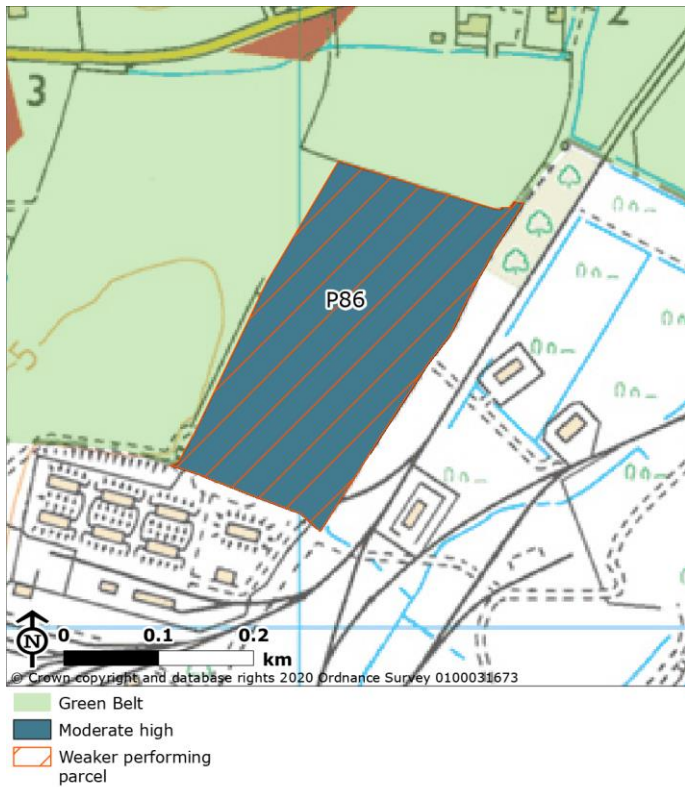 2
3
P86
5
N
0 0.1 0.2
km
© Crown copyright and database rights 2020 Ordnance Survey 0100031673
Green Belt
Moderate high
Weaker performing
parcel